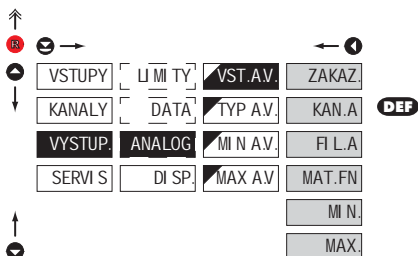 R
VSTUPY LIMITY VST.A.V. ZAKAZ.
KANALY DATA TYP A.V. KAN.A DEF
VYSTUP. ANALOG MIN A.V. FIL.A
SERVIS DISP. MAX A.V. MAT.FN
MIN.
MAX.